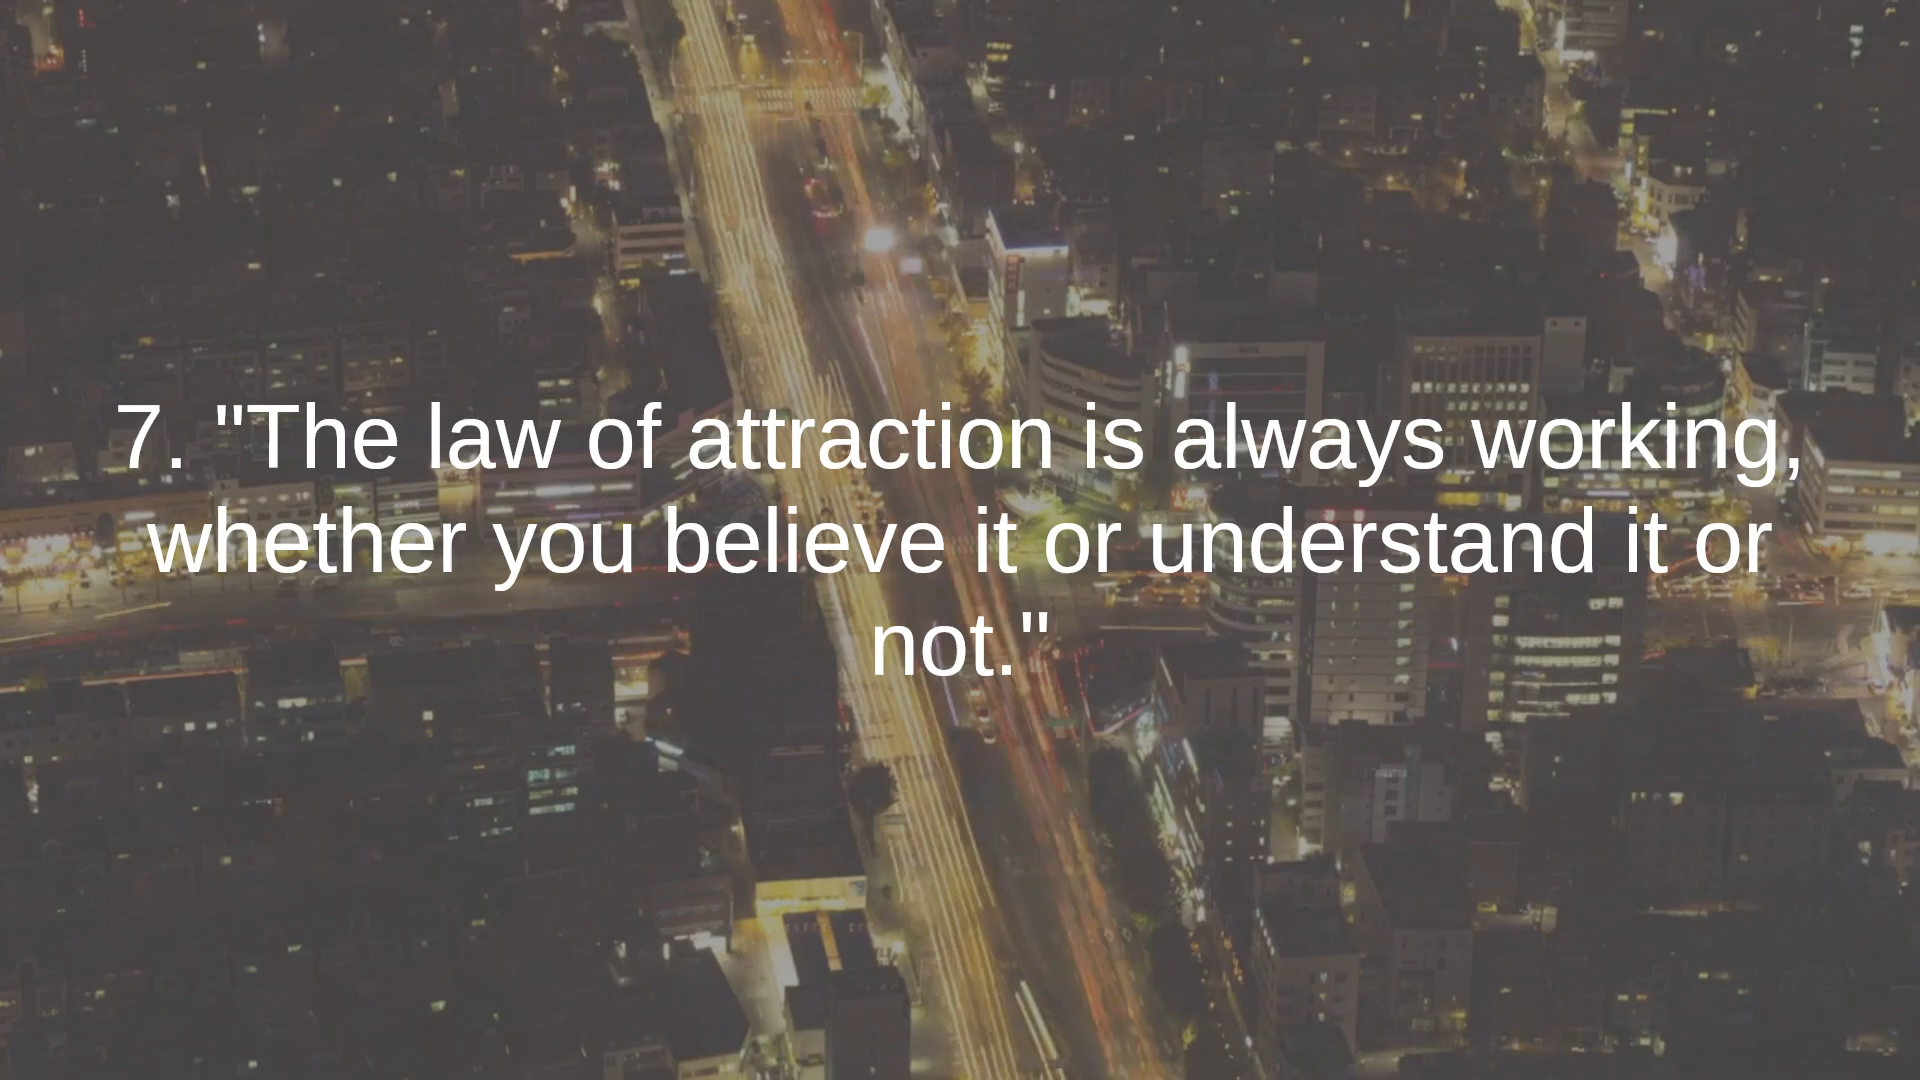 7. "The law of attraction is always working,
whether you believe it or understand it or
not."